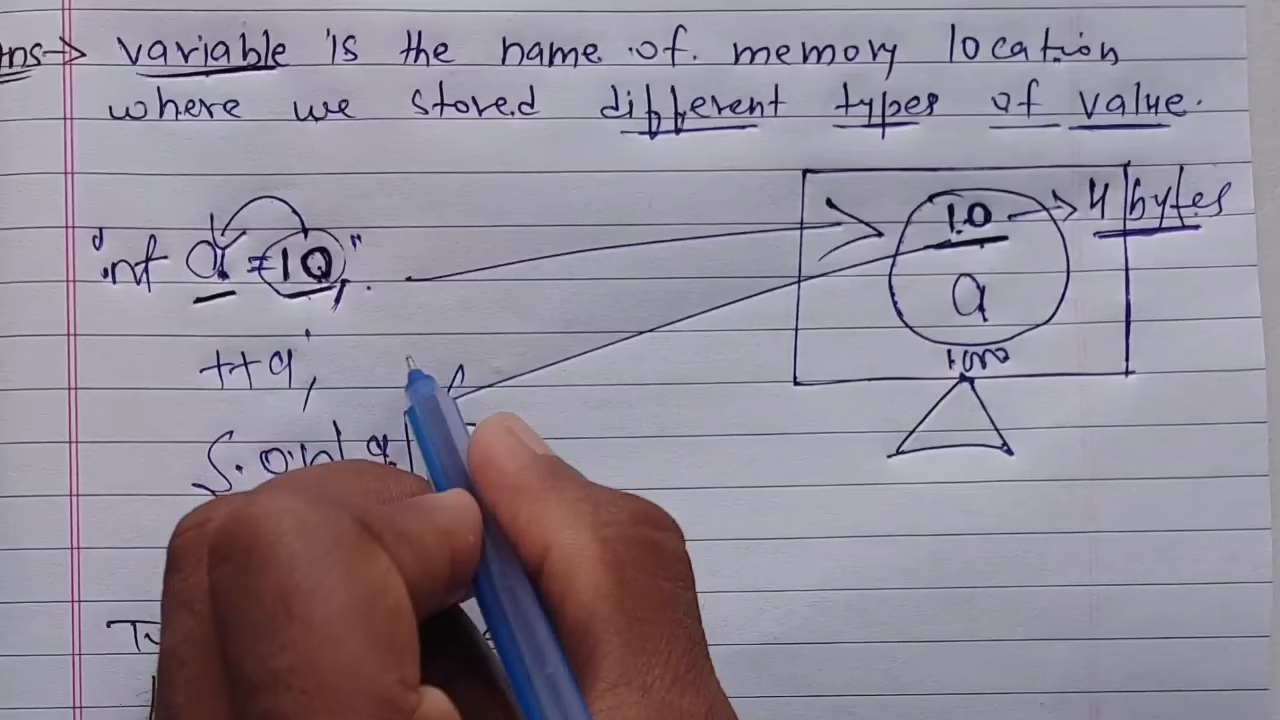 Ans→ variable is the name of memory location
where we stored different types of value.
"int a = 10;"
10 → 4 bytes
a
++a;